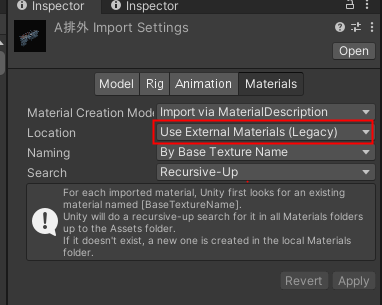 Inspector
Inspector
A排外 Import Settings
Open
Model Rig Animation Materials
Material Creation Mode Import via MaterialDescription
Location Use External Materials (Legacy)
Naming By Base Texture Name
Search Recursive-Up
For each imported material, Unity first looks for an existing
material named [BaseTextureName].
Unity will do a recursive-up search for it in all Materials folders
up to the Assets folder.
If it doesn't exist, a new one is created in the local Materials
folder.
Revert Apply